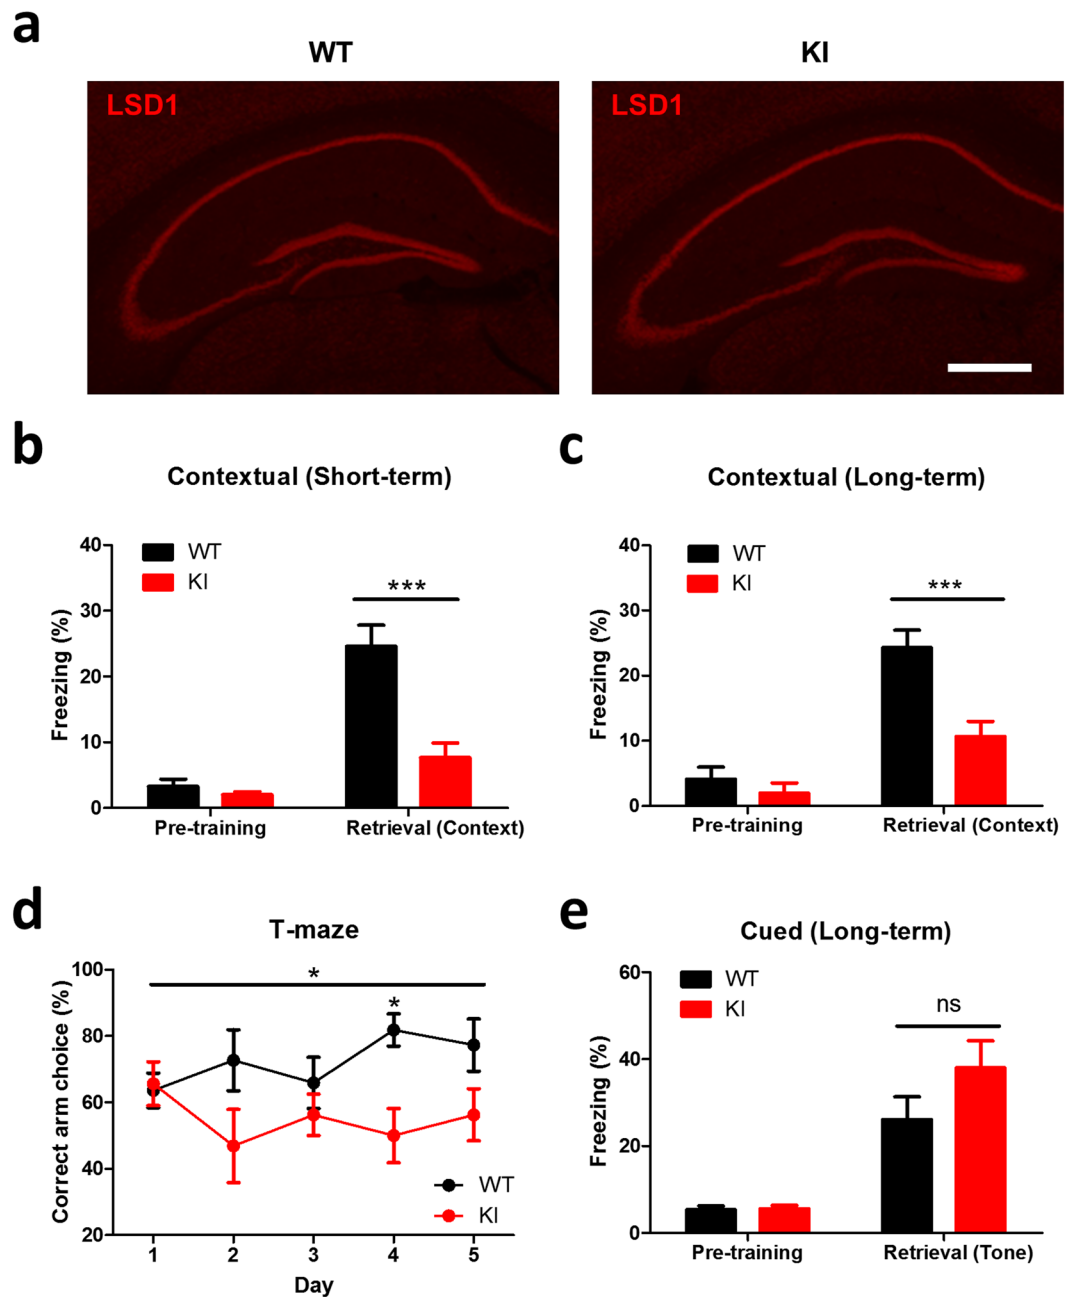 a
WT
KI
LSD1
LSD1
b
Contextual (Short-term)
40
30
20
10
0
Freezing (%)
WT
KI
***
Pre-training
Retrieval (Context)
c
Contextual (Long-term)
40
30
20
10
0
Freezing (%)
WT
KI
***
Pre-training
Retrieval (Context)
d
T-maze
100
80
60
40
20
Correct arm choice (%)
*
*
WT
KI
1 2 3 4 5
Day
e
Cued (Long-term)
60
40
20
0
Freezing (%)
WT
KI
ns
Pre-training
Retrieval (Tone)